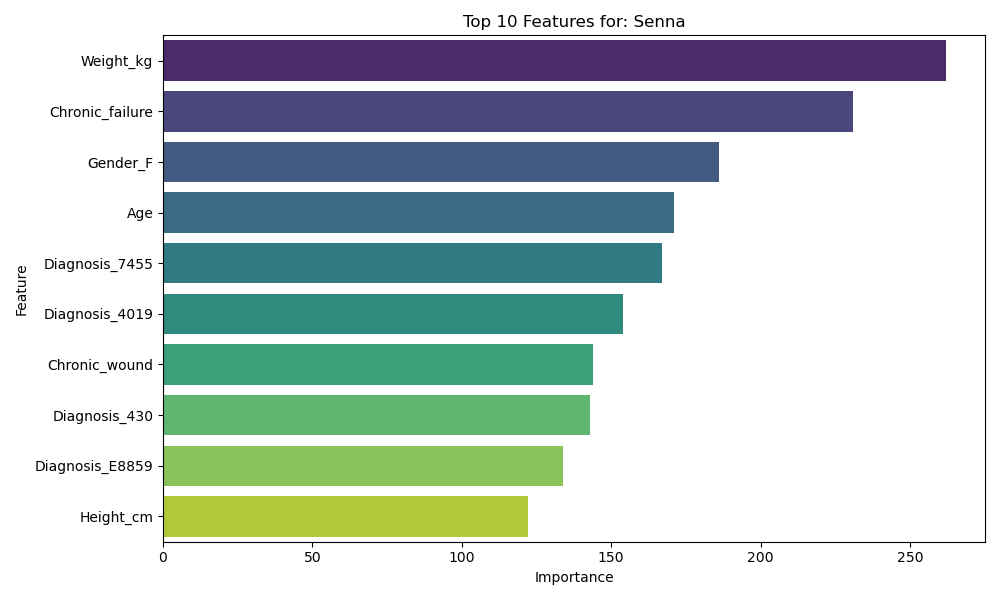 Top 10 Features for: Senna
Feature
Weight_kg
Chronic_failure
Gender_F
Age
Diagnosis_7455
Diagnosis_4019
Chronic_wound
Diagnosis_430
Diagnosis_E8859
Height_cm
0 50 100 150 200 250
Importance